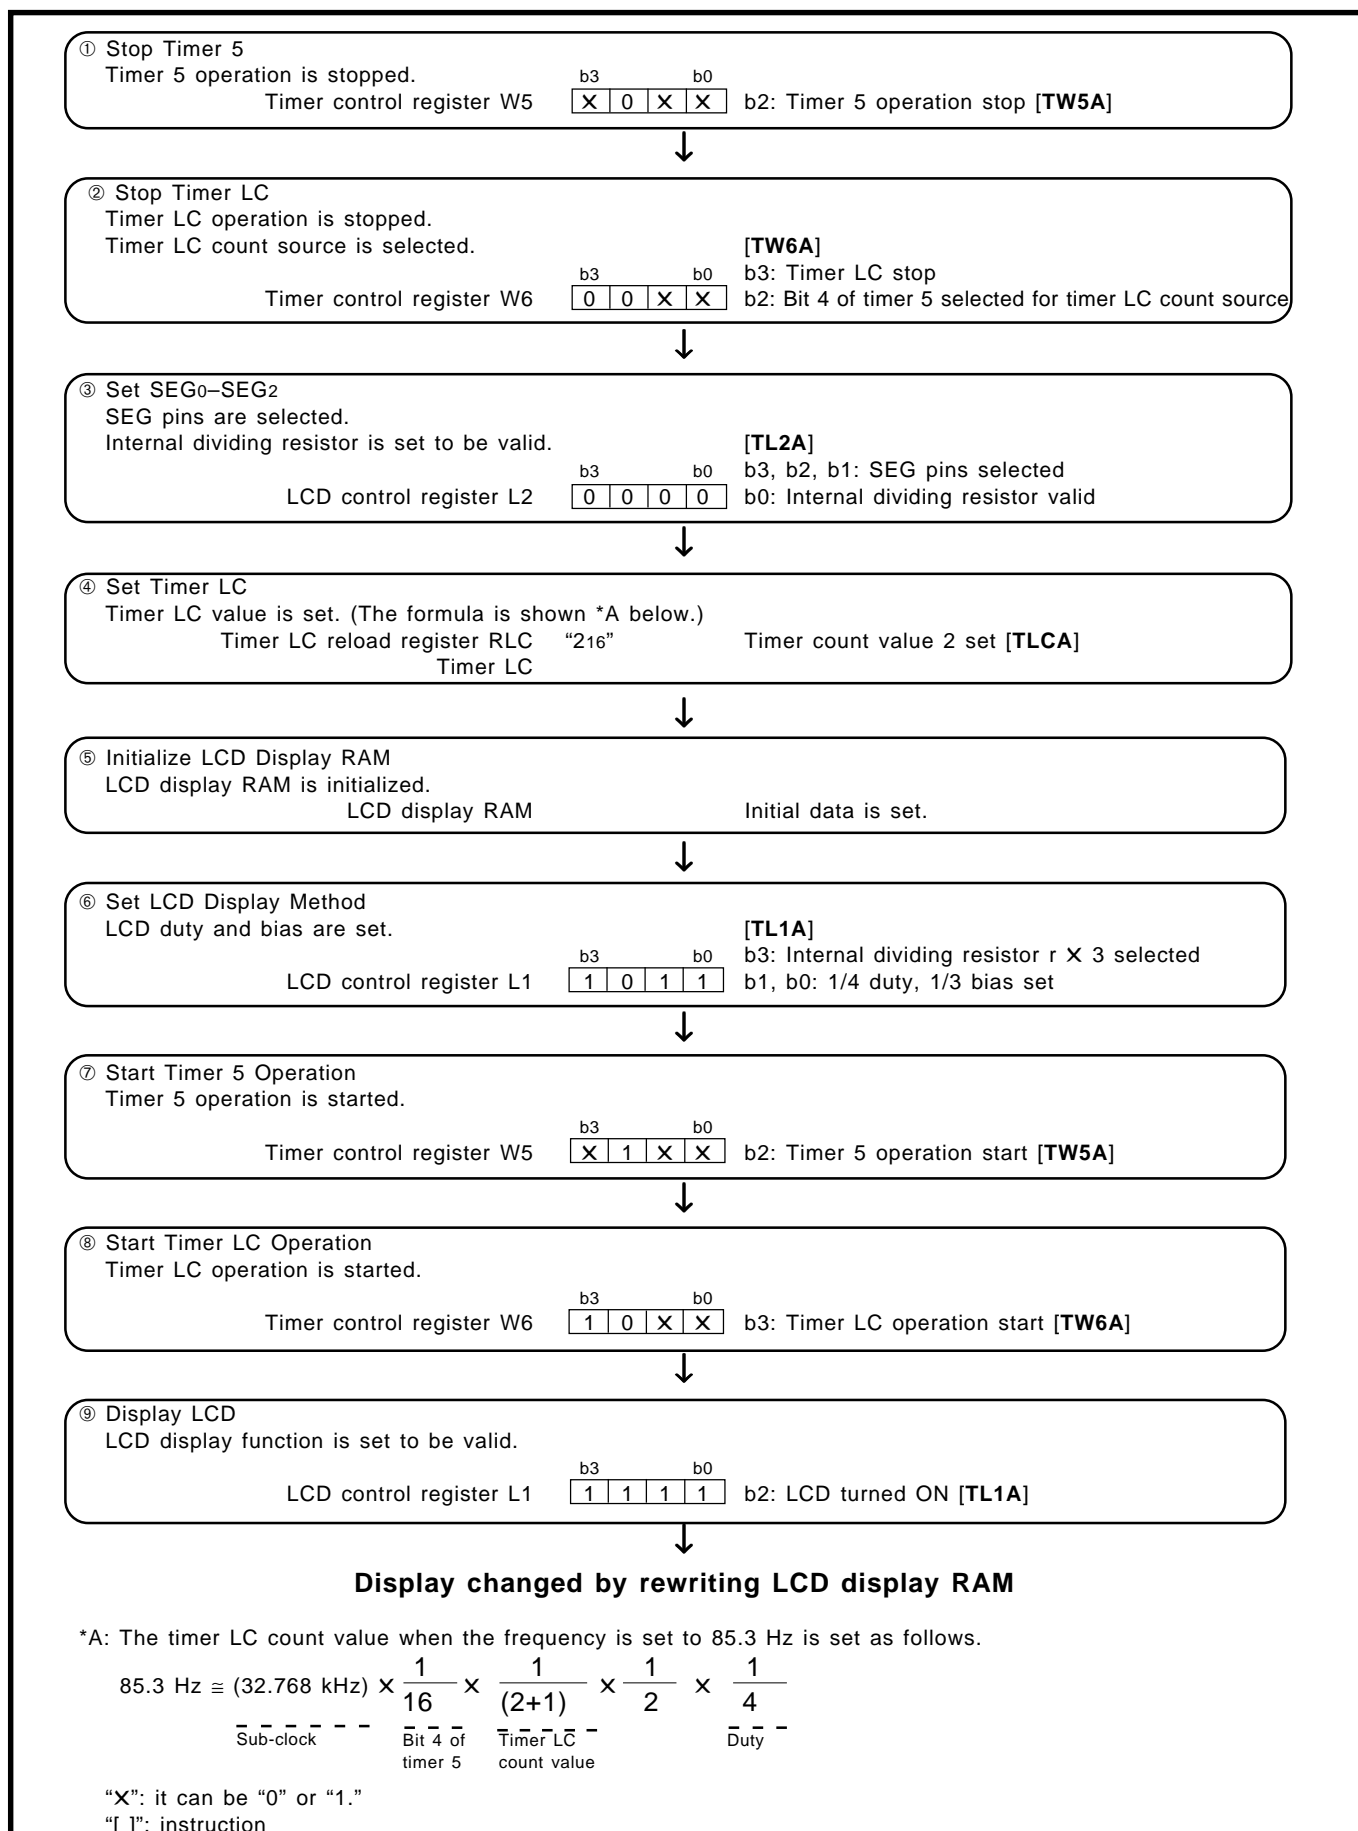 ① Stop Timer 5
Timer 5 operation is stopped.
b3 b0
Timer control register W5 ✕ 0 ✕ ✕ b2: Timer 5 operation stop [TW5A]
↓
② Stop Timer LC
Timer LC operation is stopped.
Timer LC count source is selected. [TW6A]
b3 b0 b3: Timer LC stop
Timer control register W6 0 0 ✕ ✕ b2: Bit 4 of timer 5 selected for timer LC count source
↓
③ Set SEG0–SEG2
SEG pins are selected.
Internal dividing resistor is set to be valid. [TL2A]
b3 b0 b3, b2, b1: SEG pins selected
LCD control register L2 0 0 0 0 b0: Internal dividing resistor valid
↓
④ Set Timer LC
Timer LC value is set. (The formula is shown *A below.)
Timer LC reload register RLC “216” Timer count value 2 set [TLCA]
Timer LC
↓
⑤ Initialize LCD Display RAM
LCD display RAM is initialized.
LCD display RAM Initial data is set.
↓
⑥ Set LCD Display Method
LCD duty and bias are set. [TL1A]
b3 b0 b3: Internal dividing resistor r ✕ 3 selected
LCD control register L1 1 0 1 1 b1, b0: 1/4 duty, 1/3 bias set
↓
⑦ Start Timer 5 Operation
Timer 5 operation is started.
b3 b0
Timer control register W5 ✕ 1 ✕ ✕ b2: Timer 5 operation start [TW5A]
↓
⑧ Start Timer LC Operation
Timer LC operation is started.
b3 b0
Timer control register W6 1 0 ✕ ✕ b3: Timer LC operation start [TW6A]
↓
⑨ Display LCD
LCD display function is set to be valid.
b3 b0
LCD control register L1 1 1 1 1 b2: LCD turned ON [TL1A]
↓
Display changed by rewriting LCD display RAM
*A: The timer LC count value when the frequency is set to 85.3 Hz is set as follows.
1 1 1 1
85.3 Hz ≅ (32.768 kHz) ✕ ✕ ✕ ✕
16 (2+1) 2 4
Sub-clock Bit 4 of Timer LC Duty
timer 5 count value
“✕”: it can be “0” or “1.”
“[ ]”: instruction